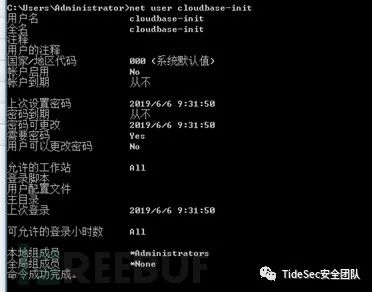 C:\Users\Administrator>net user cloudbase-init
用户名 cloudbase-init
全名 cloudbase-init
注释
用户的注释
国家/地区代码 000 (系统默认值)
帐户启用 No
帐户到期 从不
上次设置密码 2019/6/6 9:31:50
密码到期 从不
密码可更改 2019/6/6 9:31:50
需要密码 Yes
用户可以更改密码 No
允许的工作站 All
登录脚本
用户配置文件
主目录
上次登录 2019/6/6 9:31:50
可允许的登录小时数 All
本地组成员 *Administrators
全局组成员 *None
命令成功完成。
REEBUF
TideSec安全团队